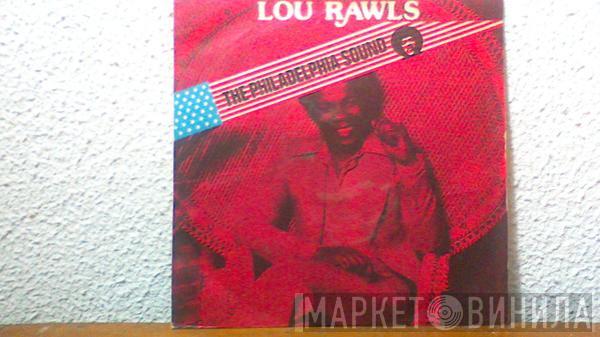 LOU RAWLS
THE PHILADELPHIA SOUND
МАРКЕТ ВИНИЛА